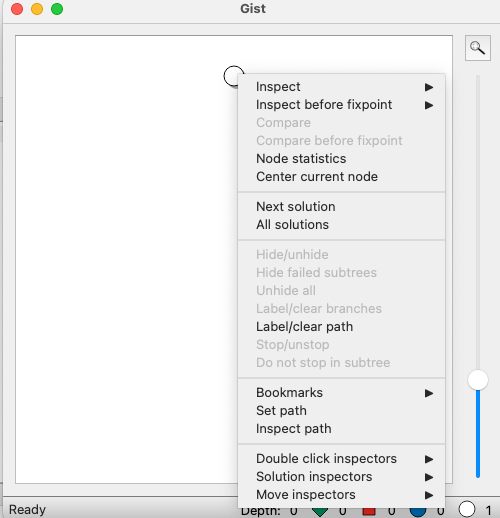 Gist
Inspect
Inspect before fixpoint
Compare
Compare before fixpoint
Node statistics
Center current node
Next solution
All solutions
Hide/unhide
Hide failed subtrees
Unhide all
Label/clear branches
Label/clear path
Stop/unstop
Do not stop in subtree
Bookmarks
Set path
Inspect path
Double click inspectors
Solution inspectors
Move inspectors
Ready Depth: 0 0 0 0 1